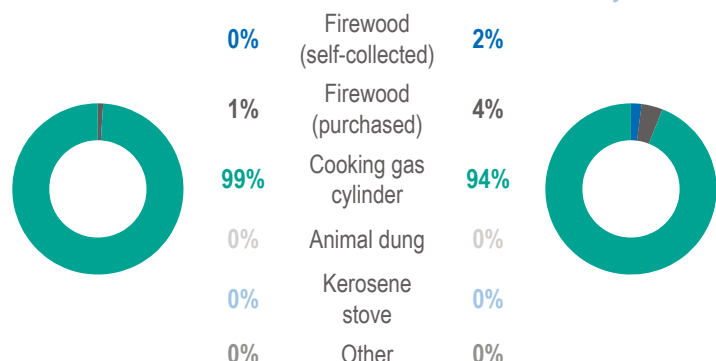 0% Firewood (self-collected) 2%
1% Firewood (purchased) 4%
99% Cooking gas cylinder 94%
0% Animal dung 0%
0% Kerosene stove 0%
0% Other 0%